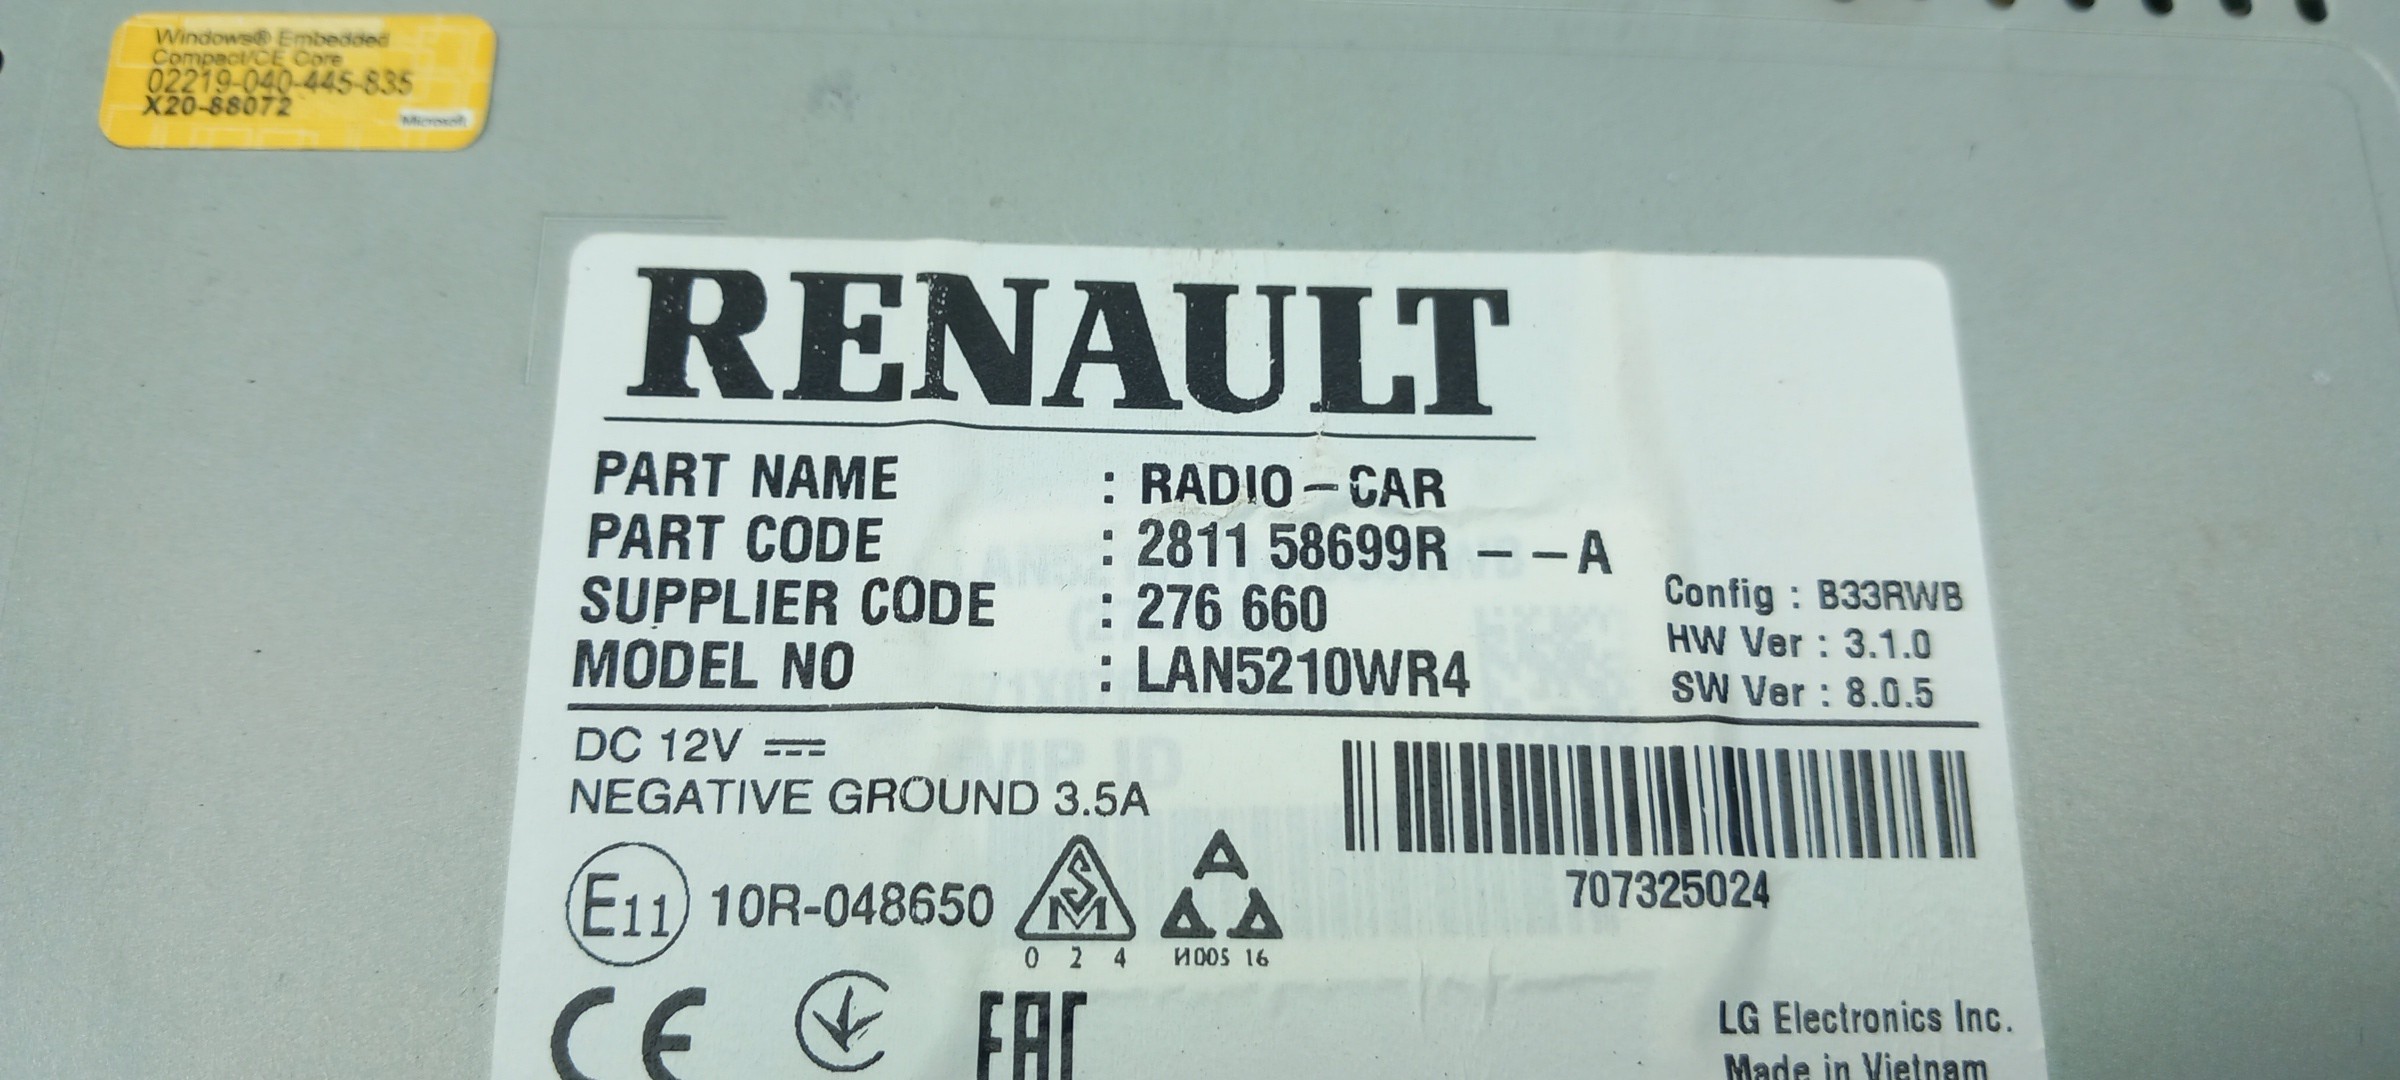 Windows® Embedded
Compact/CE Core
02219-040-445-835
X20-88072
Microsoft
RENAULT
PART NAME : RADIO-CAR
PART CODE : 2811 58699R --A
SUPPLIER CODE : 276 660
MODEL NO : LAN5210WR4
Config : B33RWB
HW Ver : 3.1.0
SW Ver : 8.0.5
DC 12V
NEGATIVE GROUND 3.5A
707325024
E11 10R-048650
SM
0 2 4
И005 16
CE EAC
LG Electronics Inc.
Made in Vietnam